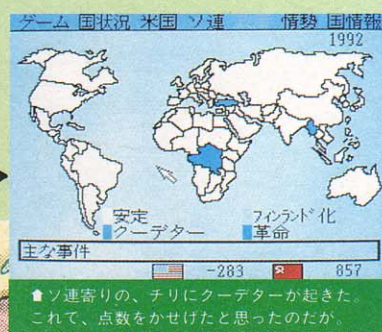 ゲーム 国状況 米国 ソ連 情勢 国情報
1992
安定 フィンランド化
クーデター 革命
主な事件
-283 857
⬆ソ連寄りの、チリにクーデターが起きた。
これて、点数をかせげたと思ったのだが。